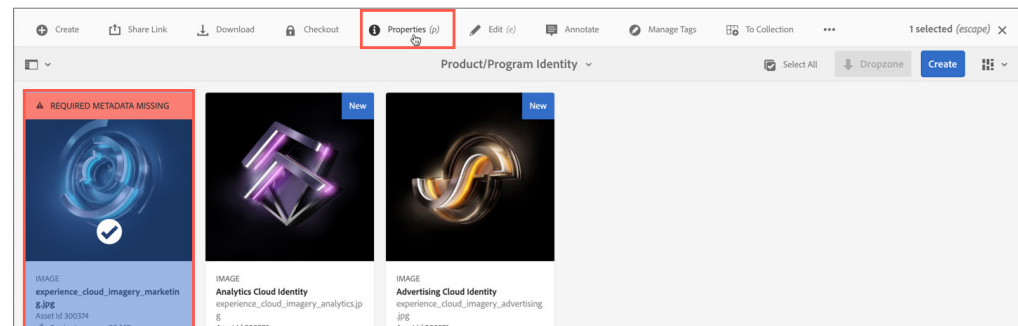 Create Share Link Download Checkout Properties (p) Edit (e) Annotate Manage Tags To Collection ••• 1 selected (escape)
Product/Program Identity Select All Dropzone Create
REQUIRED METADATA MISSING
New
New
IMAGE
experience_cloud_imagery_marketin
g.jpg
Asset Id 300374
IMAGE
Analytics Cloud Identity
experience_cloud_imagery_analytics.jp
g
IMAGE
Advertising Cloud Identity
experience_cloud_imagery_advertising
.jpg